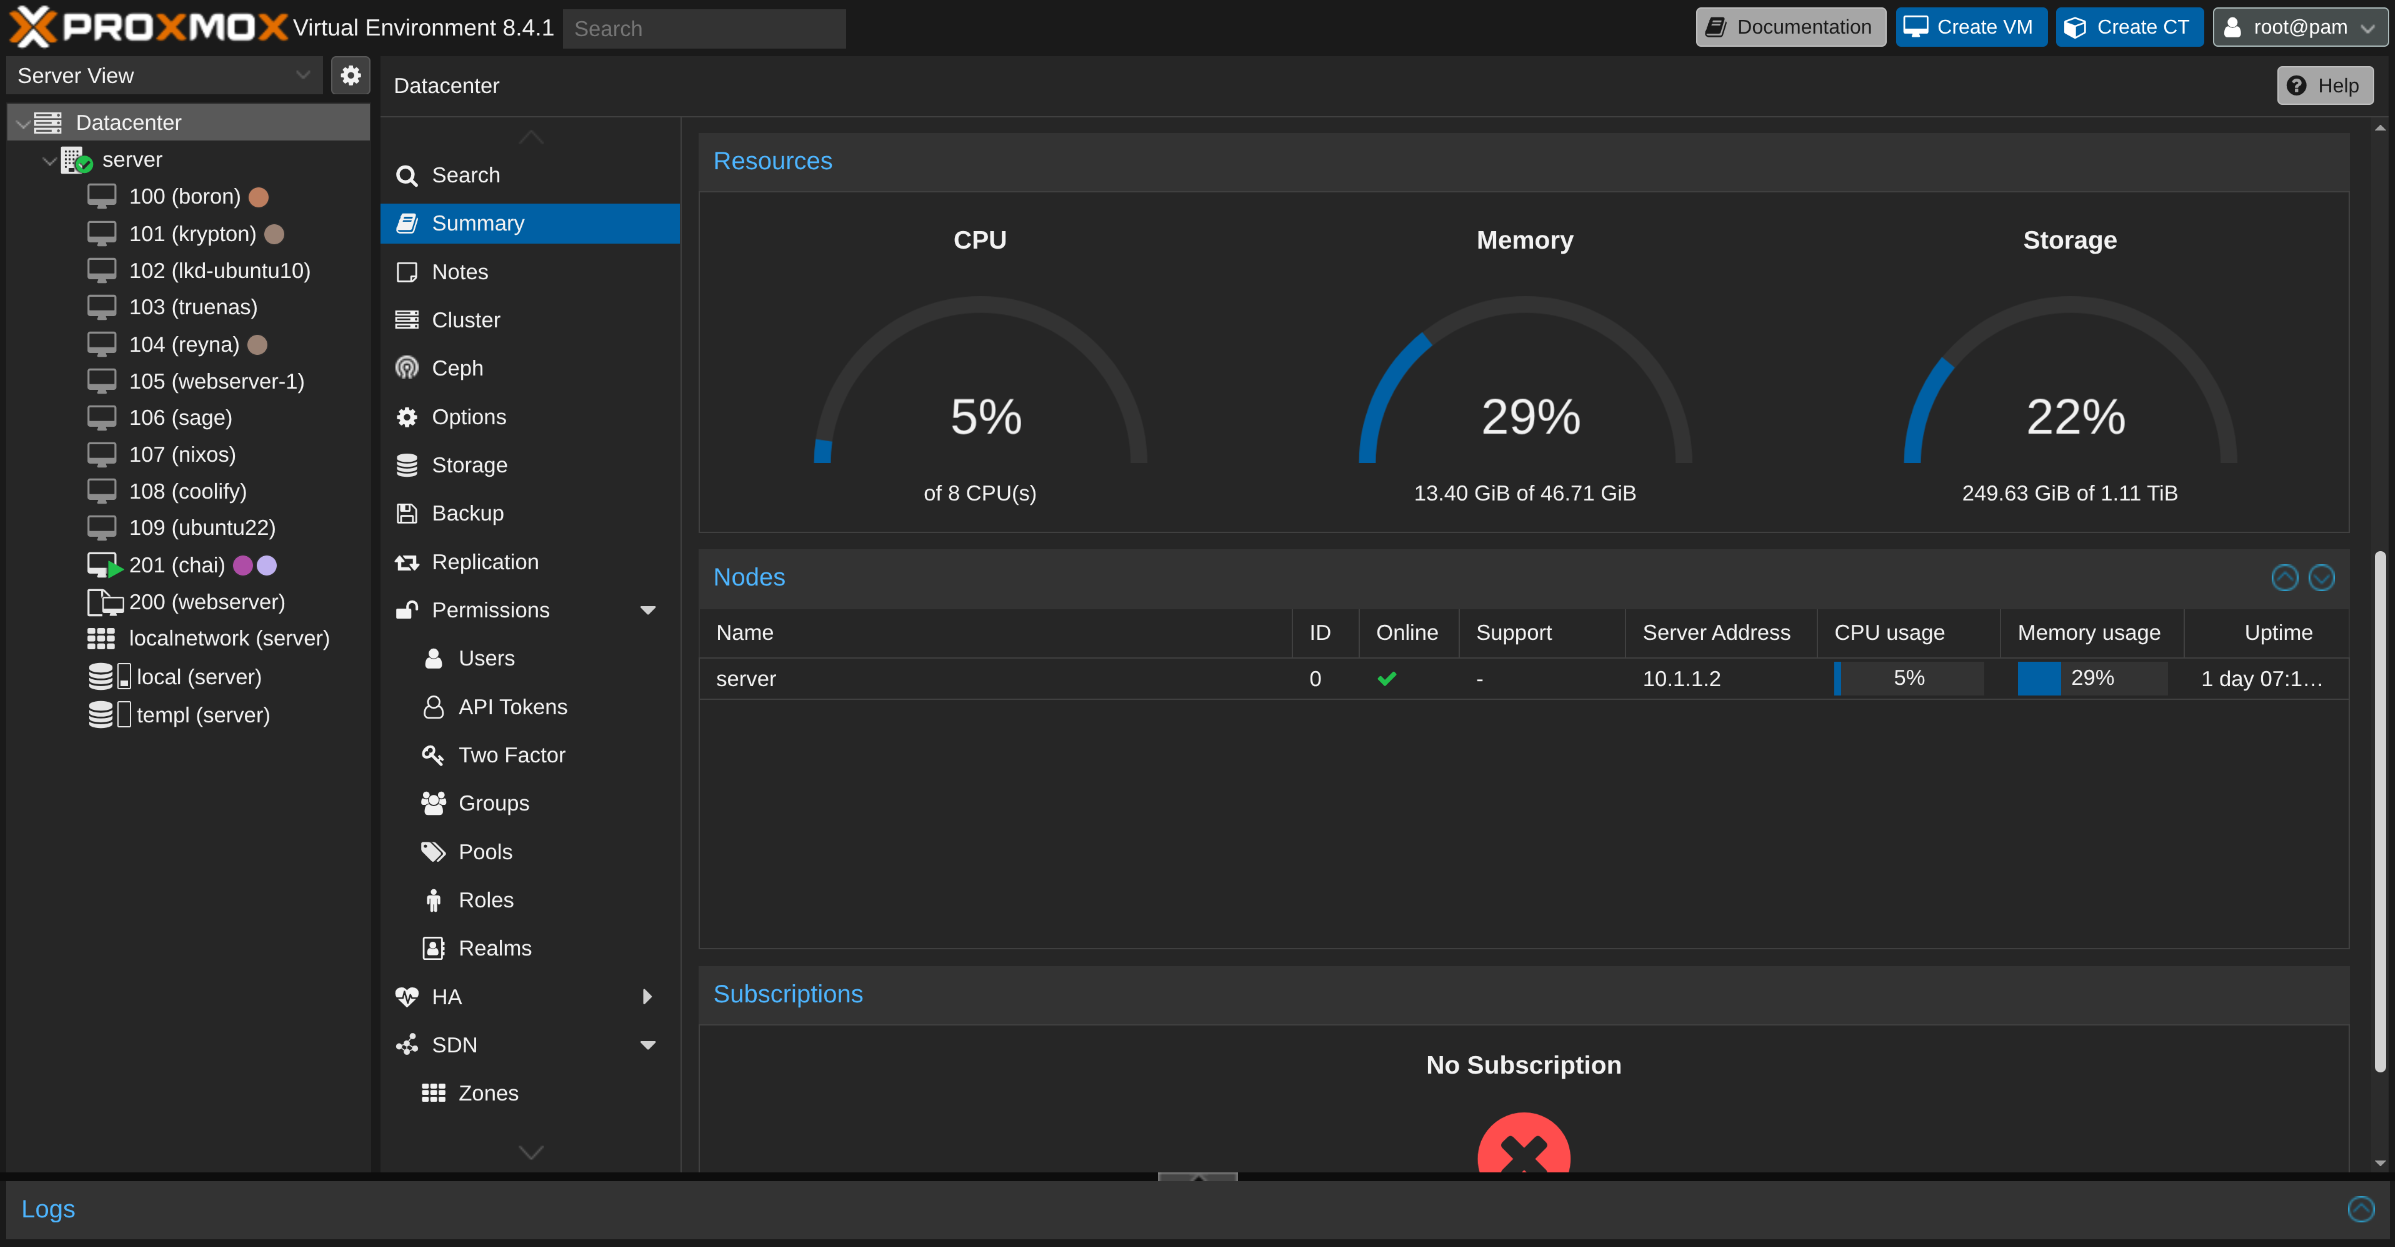 PROXMOX Virtual Environment 8.4.1
Search
Documentation
Create VM
Create CT
root@pam
Server View
Datacenter
Help
Datacenter
server
100 (boron)
101 (krypton)
102 (lkd-ubuntu10)
103 (truenas)
104 (reyna)
105 (webserver-1)
106 (sage)
107 (nixos)
108 (coolify)
109 (ubuntu22)
201 (chai)
200 (webserver)
localnetwork (server)
local (server)
templ (server)
Search
Summary
Notes
Cluster
Ceph
Options
Storage
Backup
Replication
Permissions
Users
API Tokens
Two Factor
Groups
Pools
Roles
Realms
HA
SDN
Zones
Resources
CPU
5%
of 8 CPU(s)
Memory
29%
13.40 GiB of 46.71 GiB
Storage
22%
249.63 GiB of 1.11 TiB
Nodes
Name ID Online Support Server Address CPU usage Memory usage Uptime
server 0 - 10.1.1.2 5% 29% 1 day 07:1...
Subscriptions
No Subscription
Logs